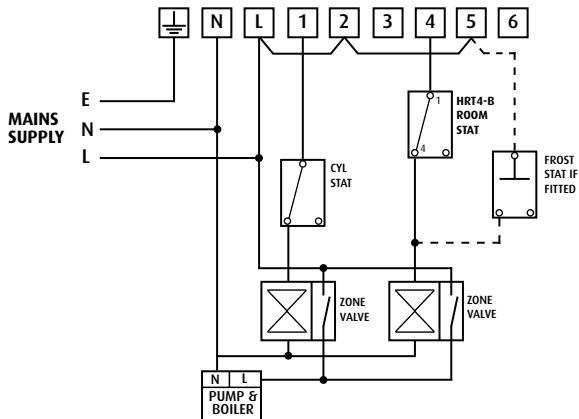 N L 1 2 3 4 5 6
E
MAINS
SUPPLY
N
L
1
4
HRT4-B
ROOM
STAT
CYL
STAT
FROST
STAT IF
FITTED
ZONE
VALVE
ZONE
VALVE
N L
PUMP &
BOILER